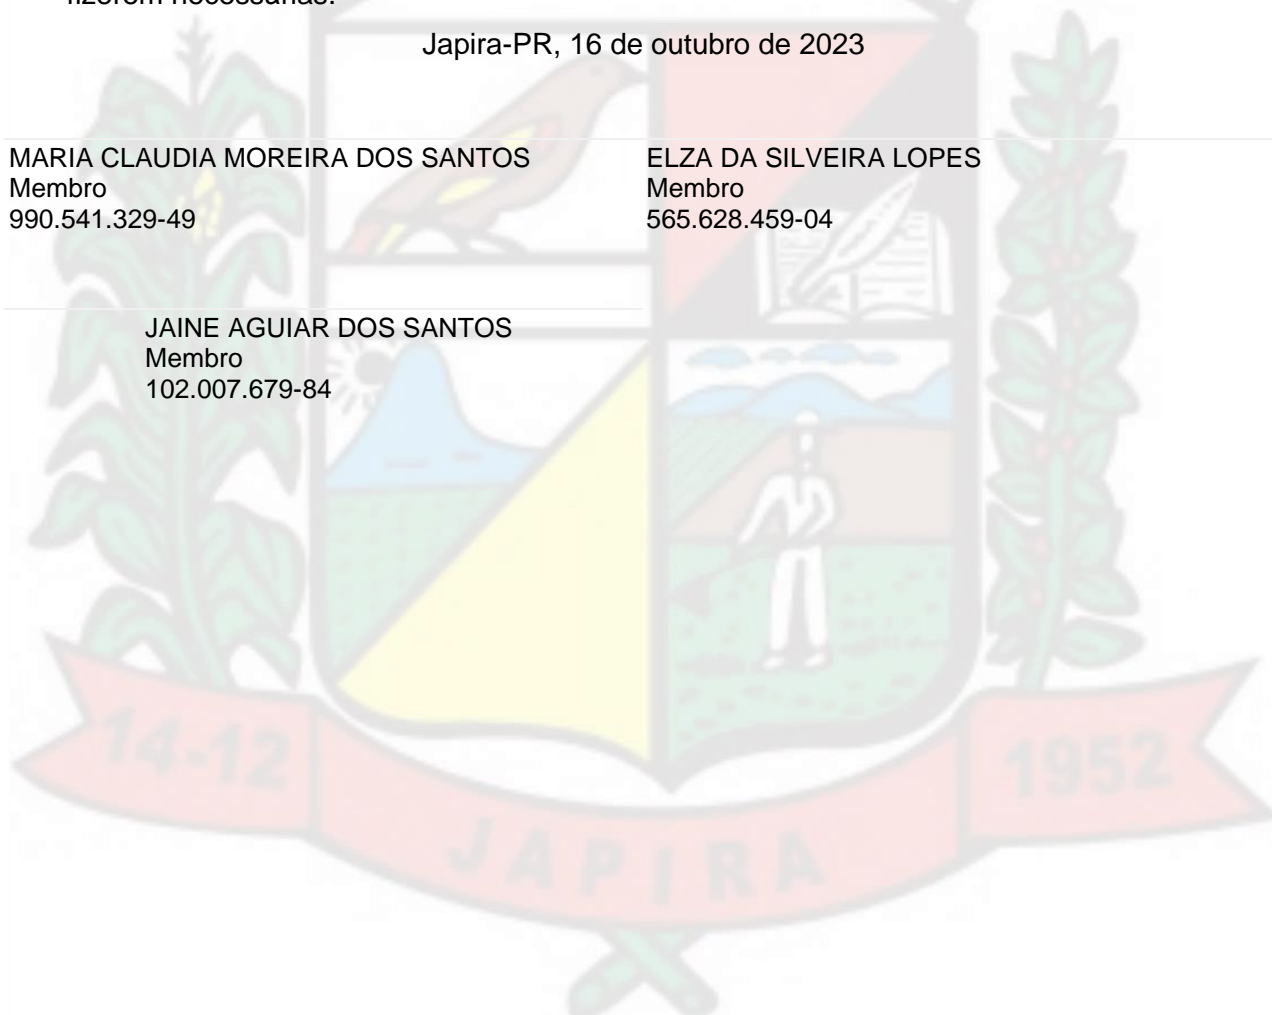 fizerem necessárias.
Japira-PR, 16 de outubro de 2023
MARIA CLAUDIA MOREIRA DOS SANTOS
Membro
990.541.329-49
ELZA DA SILVEIRA LOPES
Membro
565.628.459-04
JAINE AGUIAR DOS SANTOS
Membro
102.007.679-84
14-12
1952
JAPIRA